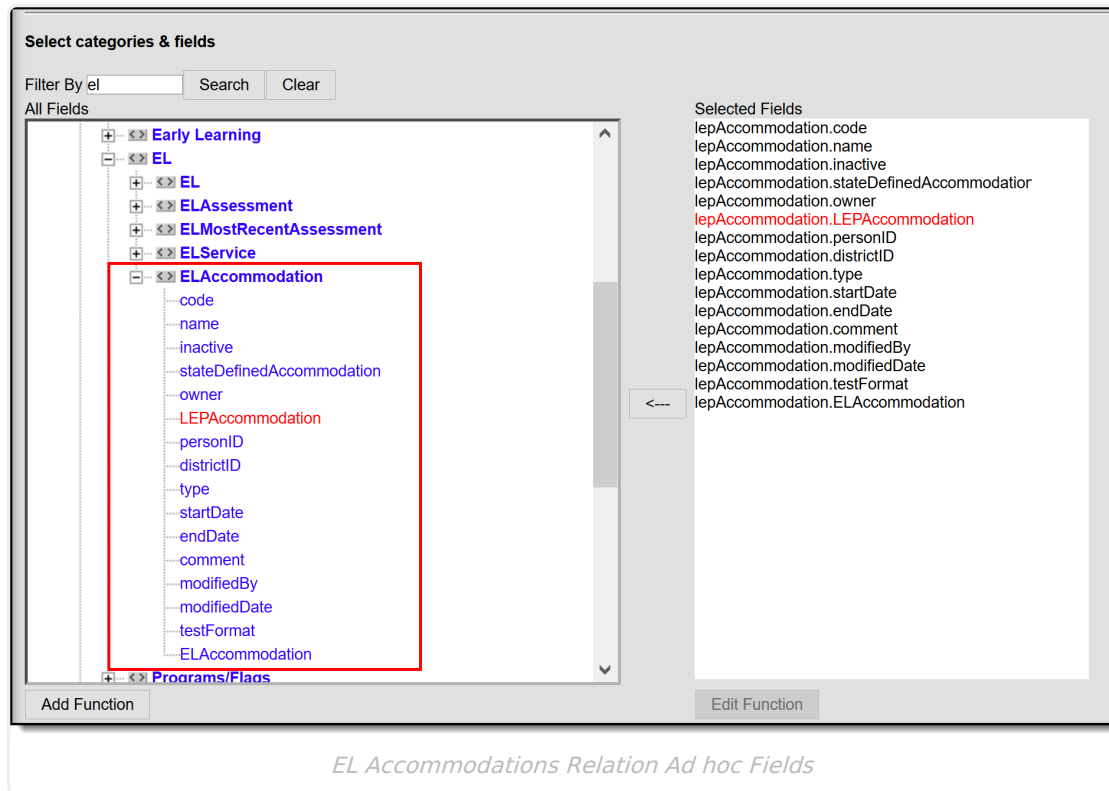 Select categories & fields
Filter By el Search Clear
All Fields
Early Learning
EL
EL
ELAssessment
ELMostRecentAssessment
ELService
ELAccommodation
code
name
inactive
stateDefinedAccommodation
owner
LEPAccommodation
personID
districtID
type
startDate
endDate
comment
modifiedBy
modifiedDate
testFormat
ELAccommodation
Programs/Flags
Add Function
<---
Selected Fields
lepAccommodation.code
lepAccommodation.name
lepAccommodation.inactive
lepAccommodation.stateDefinedAccommodation
lepAccommodation.owner
lepAccommodation.LEPAccommodation
lepAccommodation.personID
lepAccommodation.districtID
lepAccommodation.type
lepAccommodation.startDate
lepAccommodation.endDate
lepAccommodation.comment
lepAccommodation.modifiedBy
lepAccommodation.modifiedDate
lepAccommodation.testFormat
lepAccommodation.ELAccommodation
Edit Function
EL Accommodations Relation Ad hoc Fields